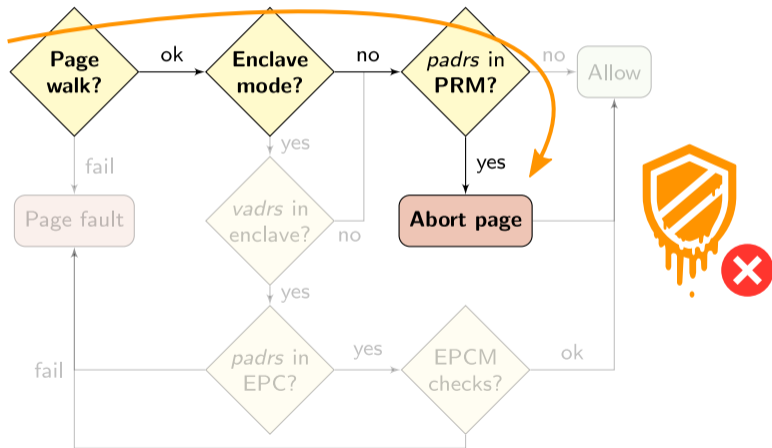 Page
walk?
ok
Enclave
mode?
no
padrs in
PRM?
no
Allow
fail
yes
yes
Page fault
vadrs in
enclave?
no
Abort page
yes
fail
padrs in
EPC?
yes
EPCM
checks?
ok